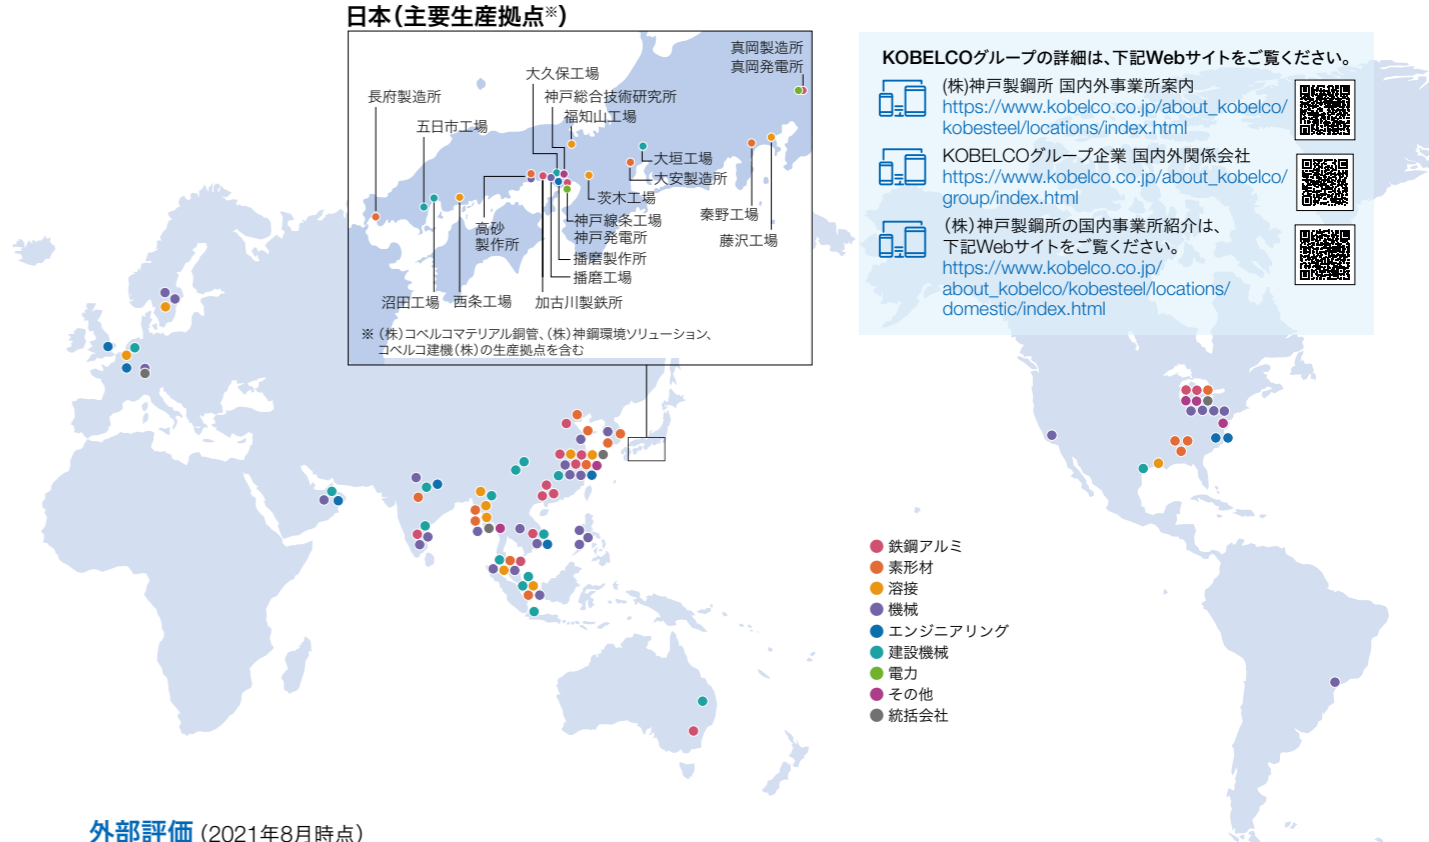 日本（主要生産拠点※）
真岡製造所
真岡発電所
大久保工場
長府製造所
神戸総合技術研究所
福知山工場
五日市工場
大垣工場
大安製造所
茨木工場
高砂
製作所
神戸線条工場
神戸発電所
秦野工場
藤沢工場
播磨製作所
播磨工場
沼田工場
西条工場
加古川製鉄所
※（株）コベルコマテリアル銅管、（株）神鋼環境ソリューション、
コベルコ建機（株）の生産拠点を含む
KOBELCOグループの詳細は、下記Webサイトをご覧ください。
(株)神戸製鋼所 国内外事業所案内
https://www.kobelco.co.jp/about_kobelco/
kobesteel/locations/index.html
KOBELCOグループ企業 国内外関係会社
https://www.kobelco.co.jp/about_kobelco/
group/index.html
（株）神戸製鋼所の国内事業所紹介は、
下記Webサイトをご覧ください。
https://www.kobelco.co.jp/
about_kobelco/kobesteel/locations/
domestic/index.html
鉄鋼アルミ
素形材
溶接
機械
エンジニアリング
建設機械
電力
その他
統括会社
外部評価（2021年8月時点）